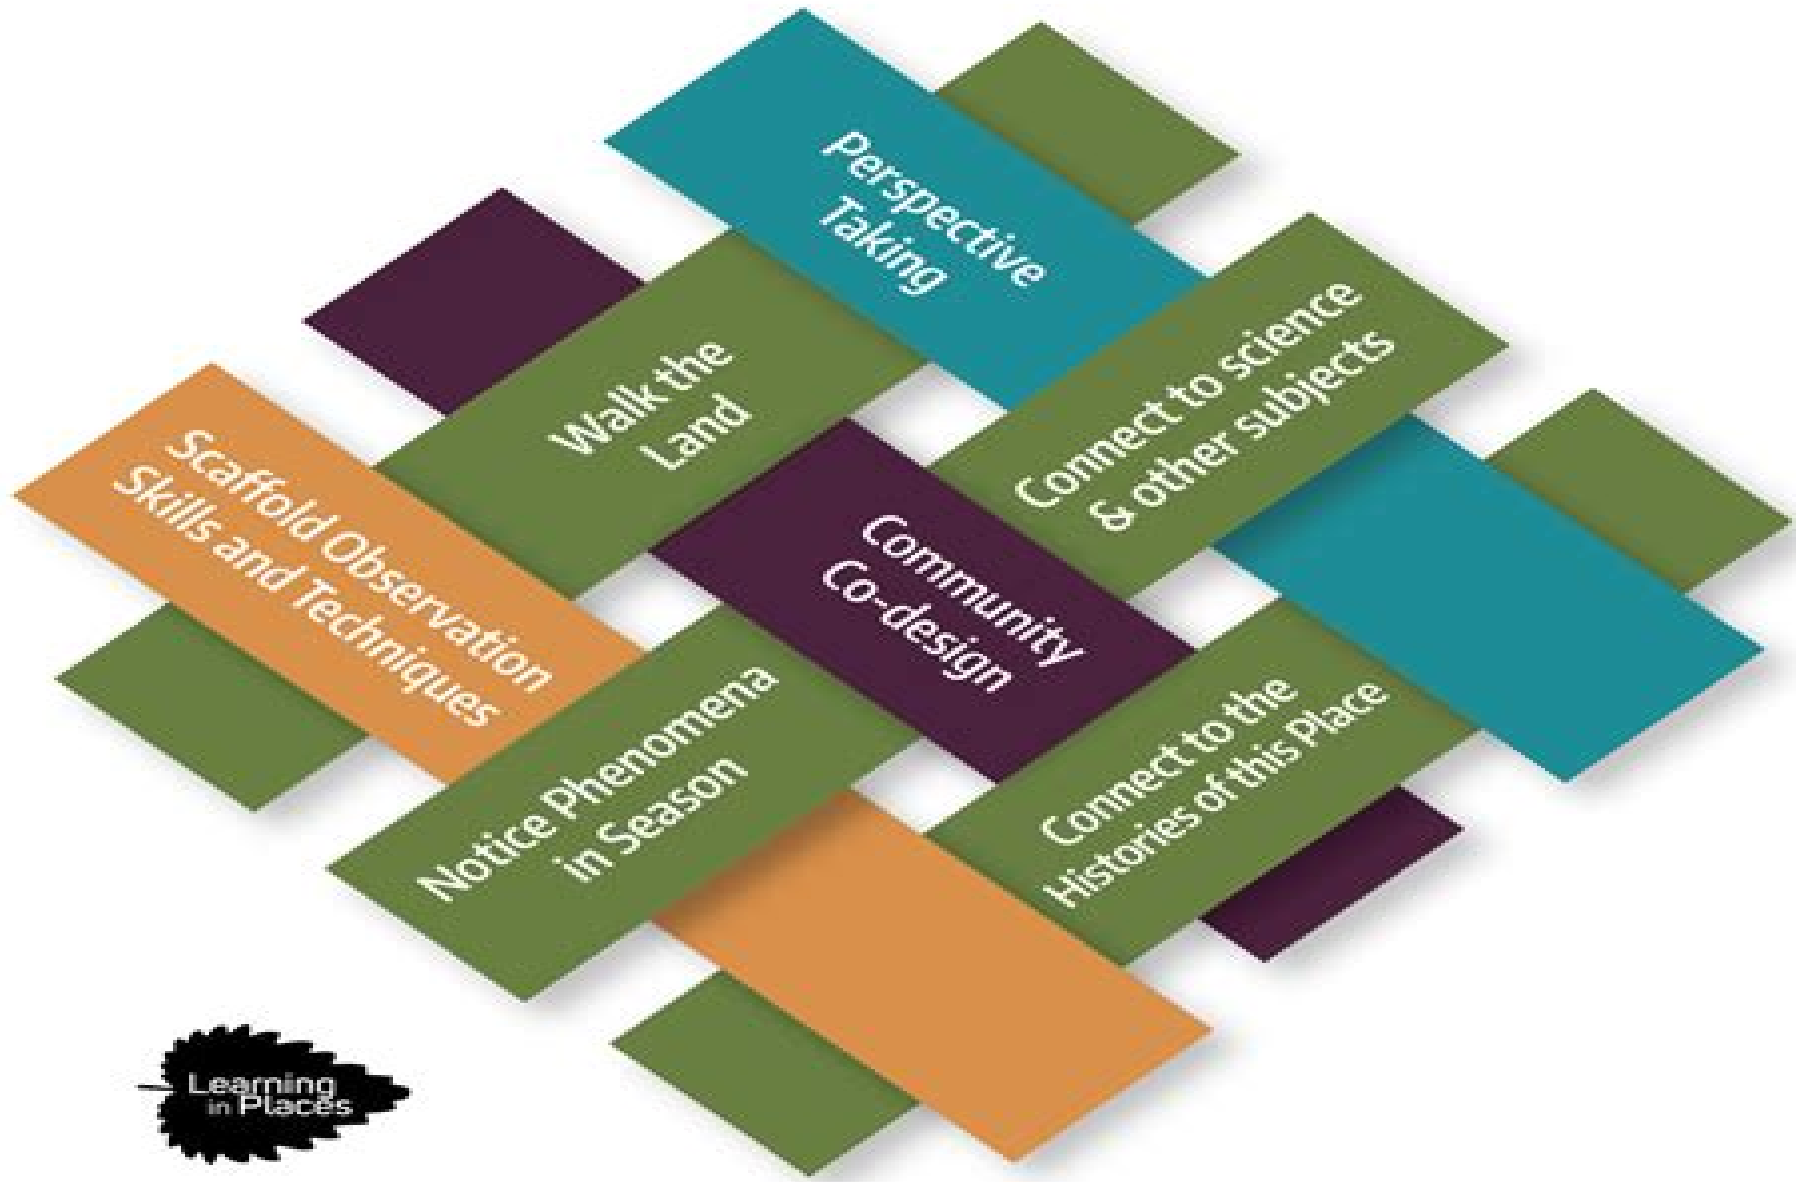 Perspective
Taking
Connect to science
& other subjects
Walk the
Land
Scaffold Observation
Skills and Techniques
Community
Co-design
Notice Phenomena
in Season
Connect to the
Histories of this Place
Learning
in Places